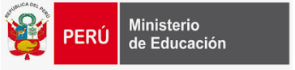 REPÚBLICA DEL PERÚ
PERÚ
Ministerio
de Educación